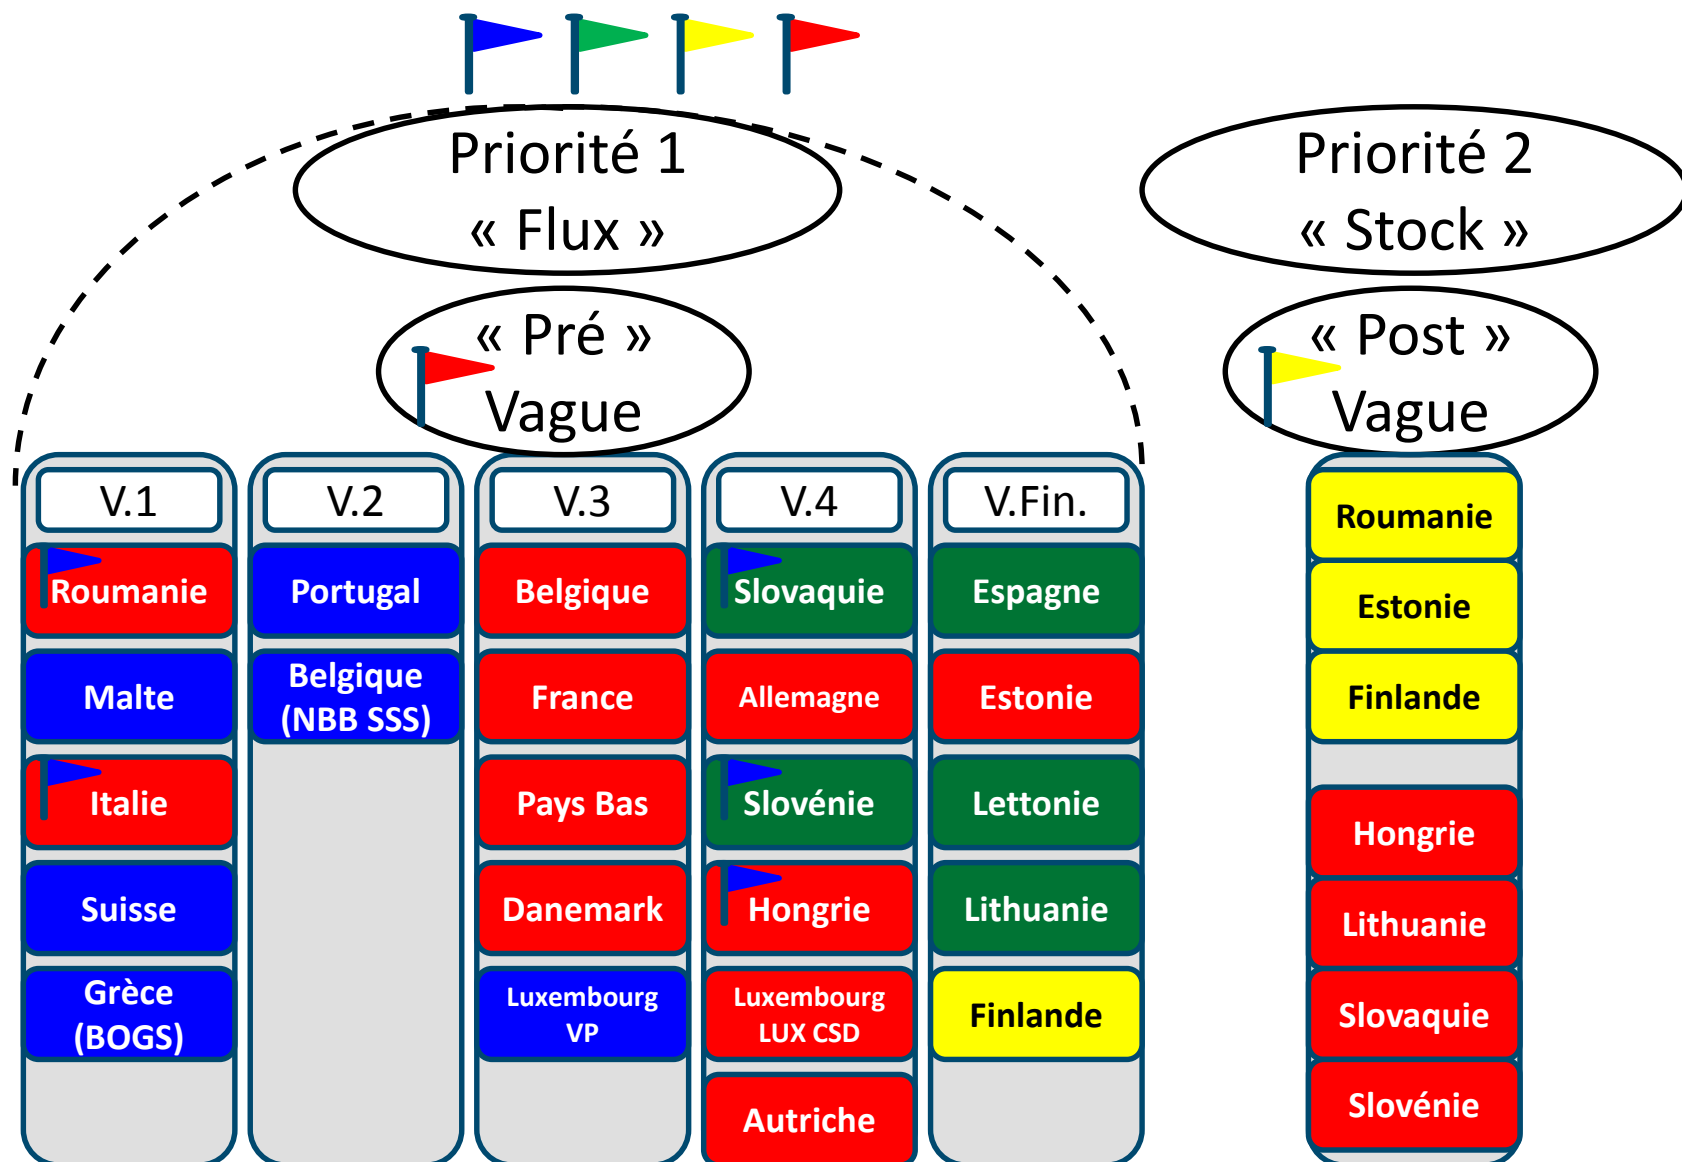 Priorité 1
« Flux »
Priorité 2
« Stock »
« Pré »
Vague
« Post »
Vague
V.1
Roumanie
Malte
Italie
Suisse
Grèce
(BOGS)
V.2
Portugal
Belgique
(NBB SSS)
V.3
Belgique
France
Pays Bas
Danemark
Luxembourg
VP
V.4
Slovaquie
Allemagne
Slovénie
Hongrie
Luxembourg
LUX CSD
Autriche
V.Fin.
Espagne
Estonie
Lettonie
Lithuanie
Finlande
Roumanie
Estonie
Finlande
Hongrie
Lithuanie
Slovaquie
Slovénie